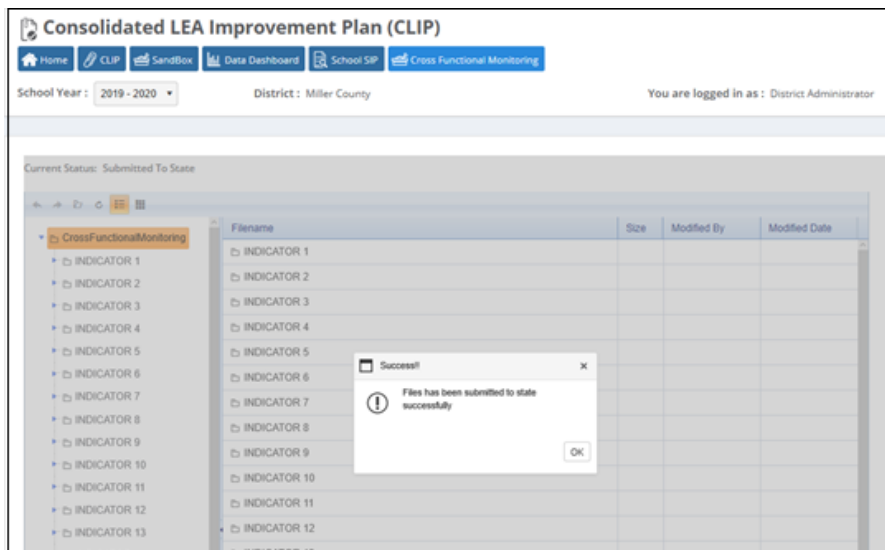 Consolidated LEA Improvement Plan (CLIP)
Home CLIP SandBox Data Dashboard School SIP Cross Functional Monitoring
School Year : 2019 - 2020 District : Miller County You are logged in as : District Administrator
Current Status: Submitted To State
Filename Size Modified By Modified Date
CrossFunctionalMonitoring
INDICATOR 1
INDICATOR 2
INDICATOR 3
INDICATOR 4
INDICATOR 5
INDICATOR 6
INDICATOR 7
INDICATOR 8
INDICATOR 9
INDICATOR 10
INDICATOR 11
INDICATOR 12
INDICATOR 13
INDICATOR 1
INDICATOR 2
INDICATOR 3
INDICATOR 4
INDICATOR 5
INDICATOR 6
INDICATOR 7
INDICATOR 8
INDICATOR 9
INDICATOR 10
INDICATOR 11
INDICATOR 12
Success!!
Files has been submitted to state
successfully
OK